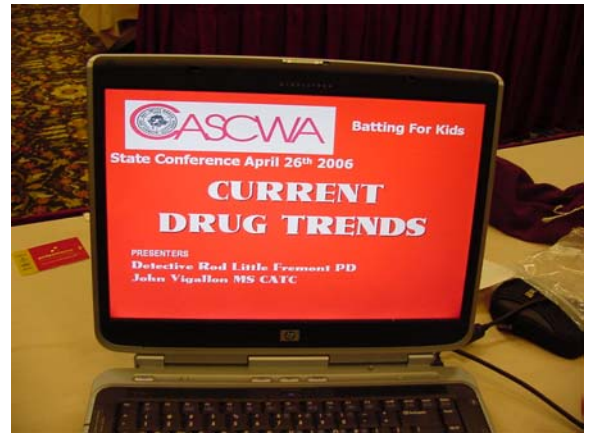 CASCWA
Batting For Kids
State Conference April 26th 2006
CURRENT
DRUG TRENDS
PRESENTERS
Detective Rod Little Fremont PD
John Vigallon MS CATC
hp